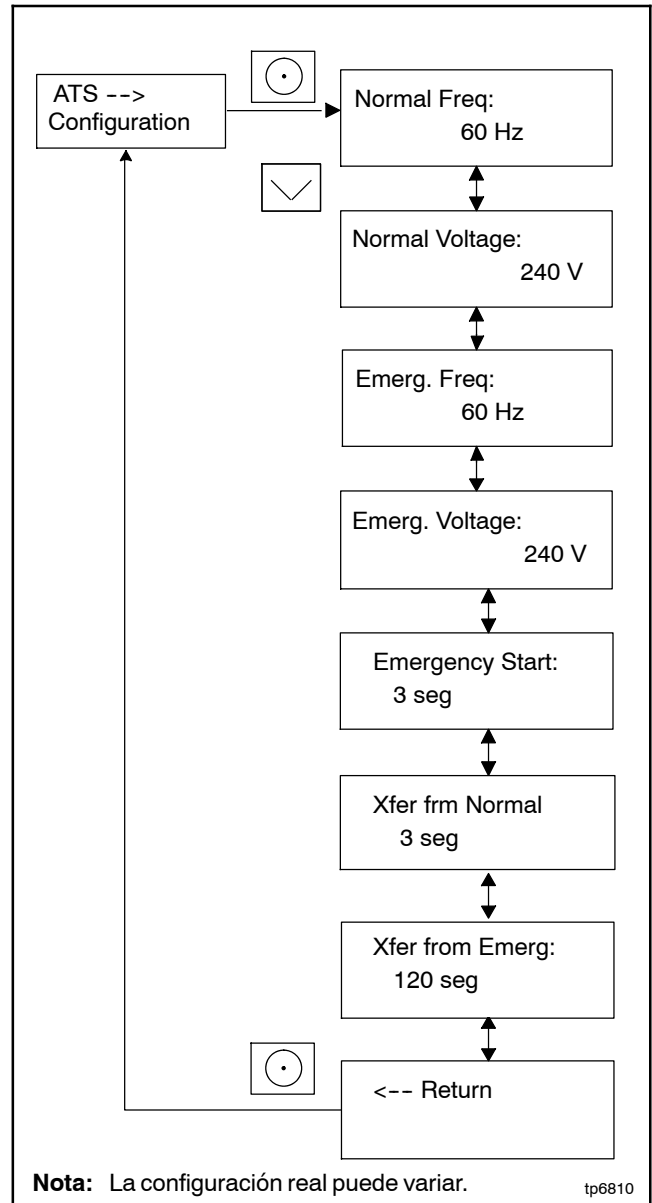 ATS -->
Configuration
Normal Freq:
60 Hz
Normal Voltage:
240 V
Emerg. Freq:
60 Hz
Emerg. Voltage:
240 V
Emergency Start:
3 seg
Xfer frm Normal
3 seg
Xfer from Emerg:
120 seg
<-- Return
Nota: La configuración real puede variar.
tp6810